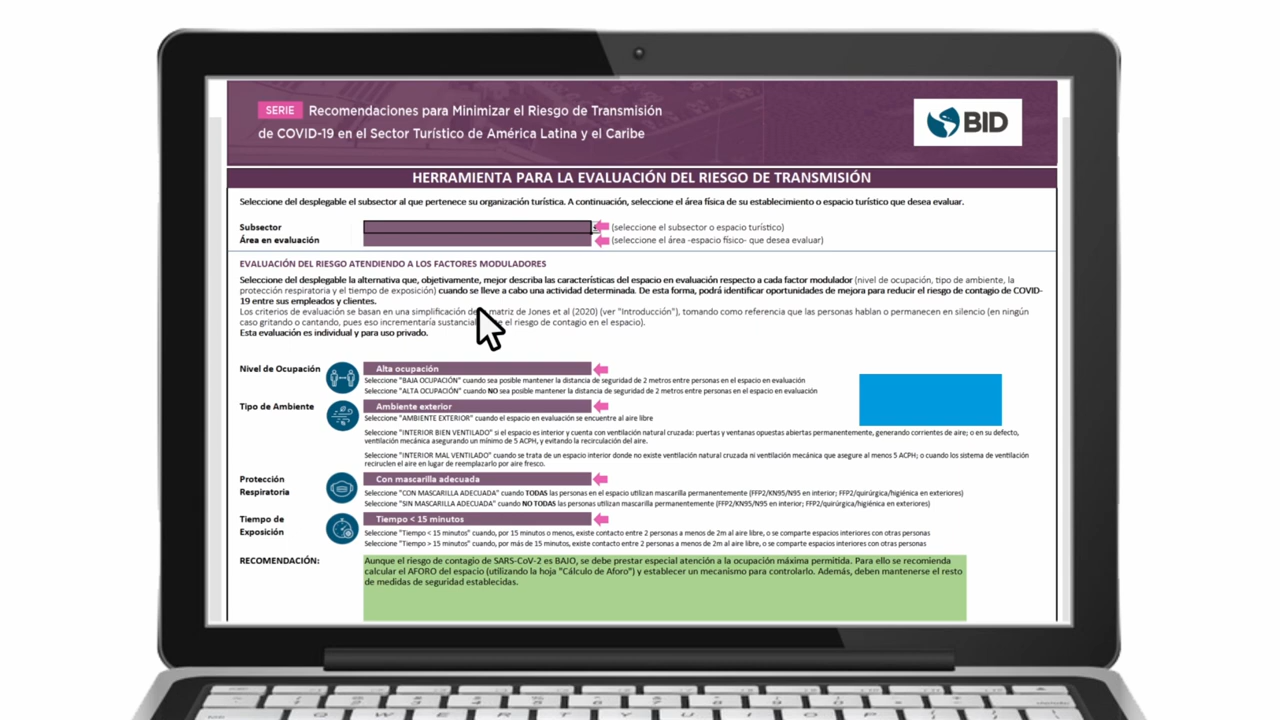 SERIE Recomendaciones para Minimizar el Riesgo de Transmisión
de COVID-19 en el Sector Turístico de América Latina y el Caribe
BID
HERRAMIENTA PARA LA EVALUACIÓN DEL RIESGO DE TRANSMISIÓN
Seleccione del desplegable el subsector al que pertenece su organización turística. A continuación, seleccione el área física de su establecimiento o espacio turístico que desea evaluar.
Subsector (seleccione el subsector o espacio turístico)
Área en evaluación (seleccione el área -espacio físico- que desea evaluar)
EVALUACIÓN DEL RIESGO ATENDIENDO A LOS FACTORES MODULADORES
Seleccione del desplegable la alternativa que, objetivamente, mejor describa las características del espacio en evaluación respecto a cada factor modulador (nivel de ocupación, tipo de ambiente, la
protección respiratoria y el tiempo de exposición) cuando se lleve a cabo una actividad determinada. De esta forma, podrá identificar oportunidades de mejora para reducir el riesgo de contagio de COVID-
19 entre sus empleados y clientes.
Los criterios de evaluación se basan en una simplificación de matriz de Jones et al (2020) (ver "Introducción"), tomando como referencia que las personas hablan o permanecen en silencio (en ningún
caso gritando o cantando, pues eso incrementaría el riesgo de contagio en el espacio).
Esta evaluación es individual y para uso privado.
Nivel de Ocupación Alta ocupación
Seleccione "BAJA OCUPACIÓN" cuando sea posible mantener la distancia de seguridad de 2 metros entre personas en el espacio en evaluación
Seleccione "ALTA OCUPACIÓN" cuando NO sea posible mantener la distancia de seguridad de 2 metros entre personas en el espacio en evaluación
Tipo de Ambiente Ambiente exterior
Seleccione "AMBIENTE EXTERIOR" cuando el espacio en evaluación se encuentre al aire libre
Seleccione "INTERIOR BIEN VENTILADO" si el espacio es interior y cuenta con ventilación natural cruzada: puertas y ventanas opuestas abiertas permanentemente, generando corrientes de aire; o en su defecto,
ventilación mecánica asegurando un mínimo de 5 ACPH, y evitando la recirculación del aire.
Seleccione "INTERIOR MAL VENTILADO" cuando se trata de un espacio interior donde no existe ventilación natural cruzada ni ventilación mecánica que asegure al menos 5 ACPH; o cuando los sistema de ventilación
recirculen el aire en lugar de reemplazarlo por aire fresco.
Protección Respiratoria Con mascarilla adecuada
Seleccione "CON MASCARILLA ADECUADA" cuando TODAS las personas en el espacio utilizan mascarilla permanentemente (FFP2/KN95/N95 en interior; FFP2/quirúrgica/higiénica en exteriores)
Seleccione "SIN MASCARILLA ADECUADA" cuando NO TODAS las personas utilizan mascarilla permanentemente (FFP2/KN95/N95 en interior; FFP2/quirúrgica/higiénica en exteriores)
Tiempo de Exposición Tiempo < 15 minutos
Seleccione "Tiempo < 15 minutos" cuando, por 15 minutos o menos, existe contacto entre 2 personas a menos de 2m al aire libre, o se comparte espacios interiores con otras personas
Seleccione "Tiempo > 15 minutos" cuando, por más de 15 minutos, existe contacto entre 2 personas a menos de 2m al aire libre, o se comparte espacios interiores con otras personas
RECOMENDACIÓN: Aunque el riesgo de contagio de SARS-CoV-2 es BAJO, se debe prestar especial atención a la ocupación máxima permitida. Para ello se recomienda
calcular el AFORO del espacio (utilizando la hoja "Cálculo de Aforo") y establecer un mecanismo para controlarlo. Además, deben mantenerse el resto
de medidas de seguridad establecidas.